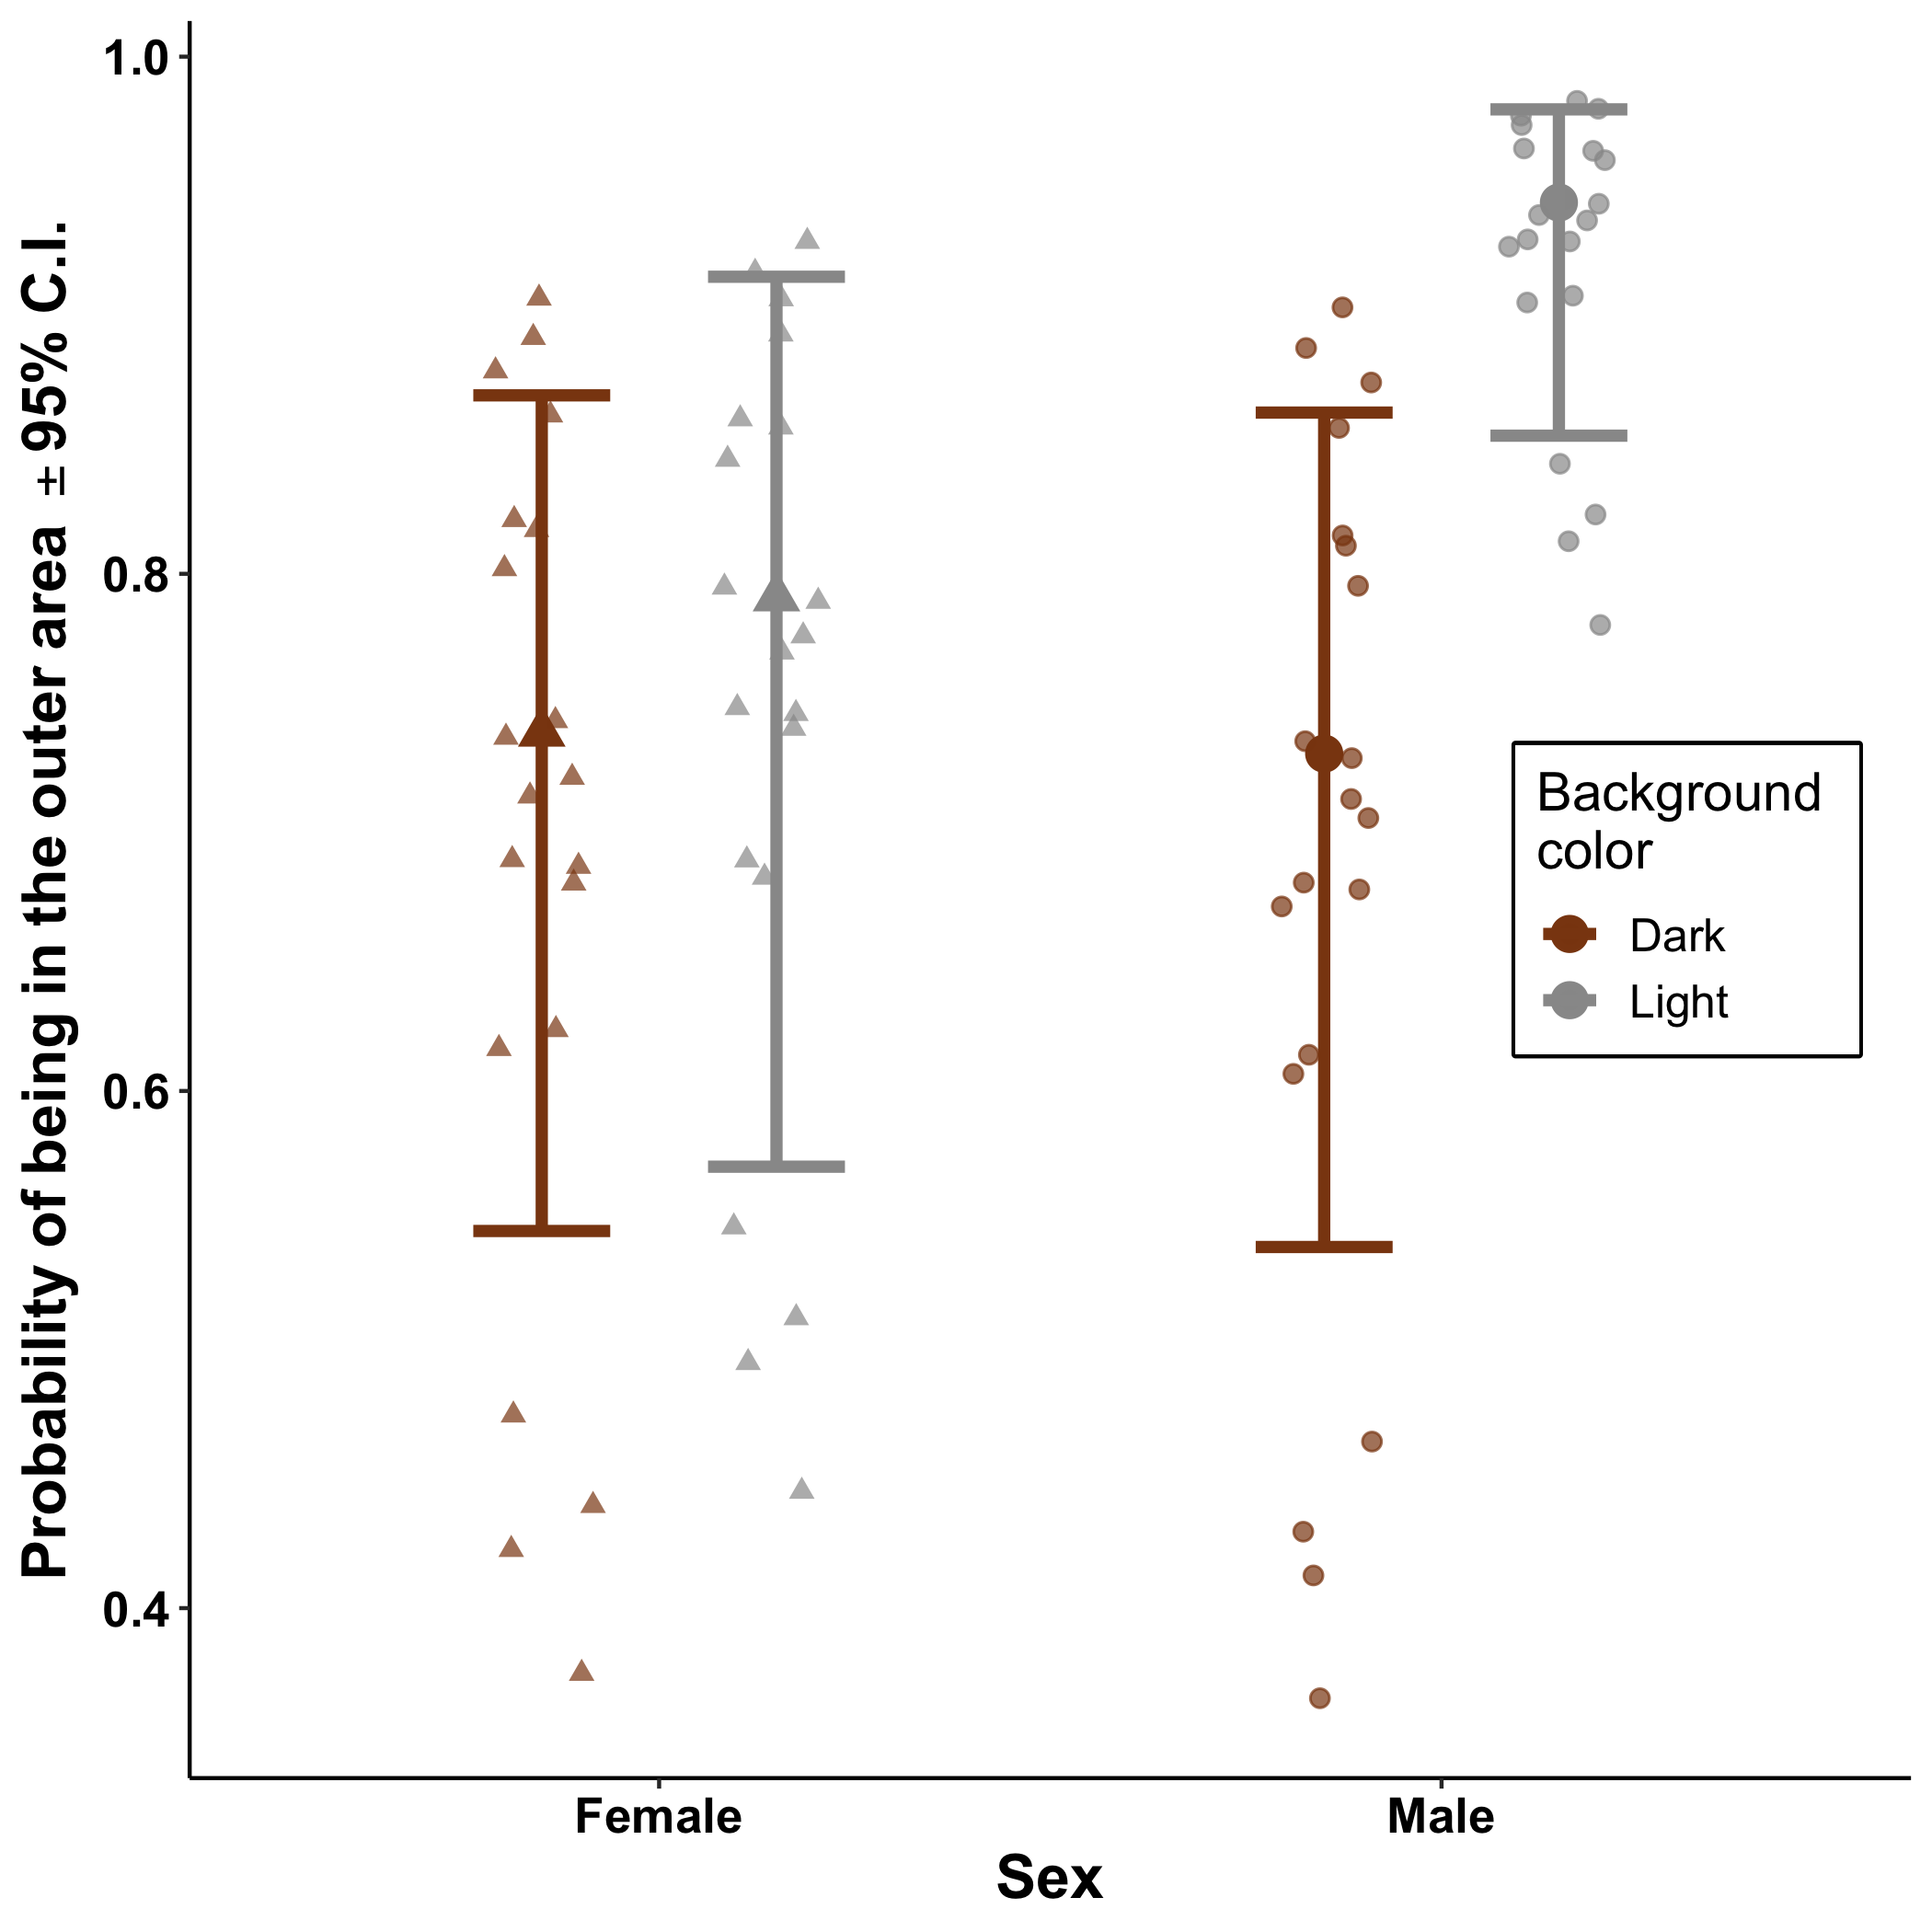 Probability of being in the outer area ± 95% C.I.
1.0
0.8
0.6
0.4
Background
color
Dark
Light
Female
Male
Sex